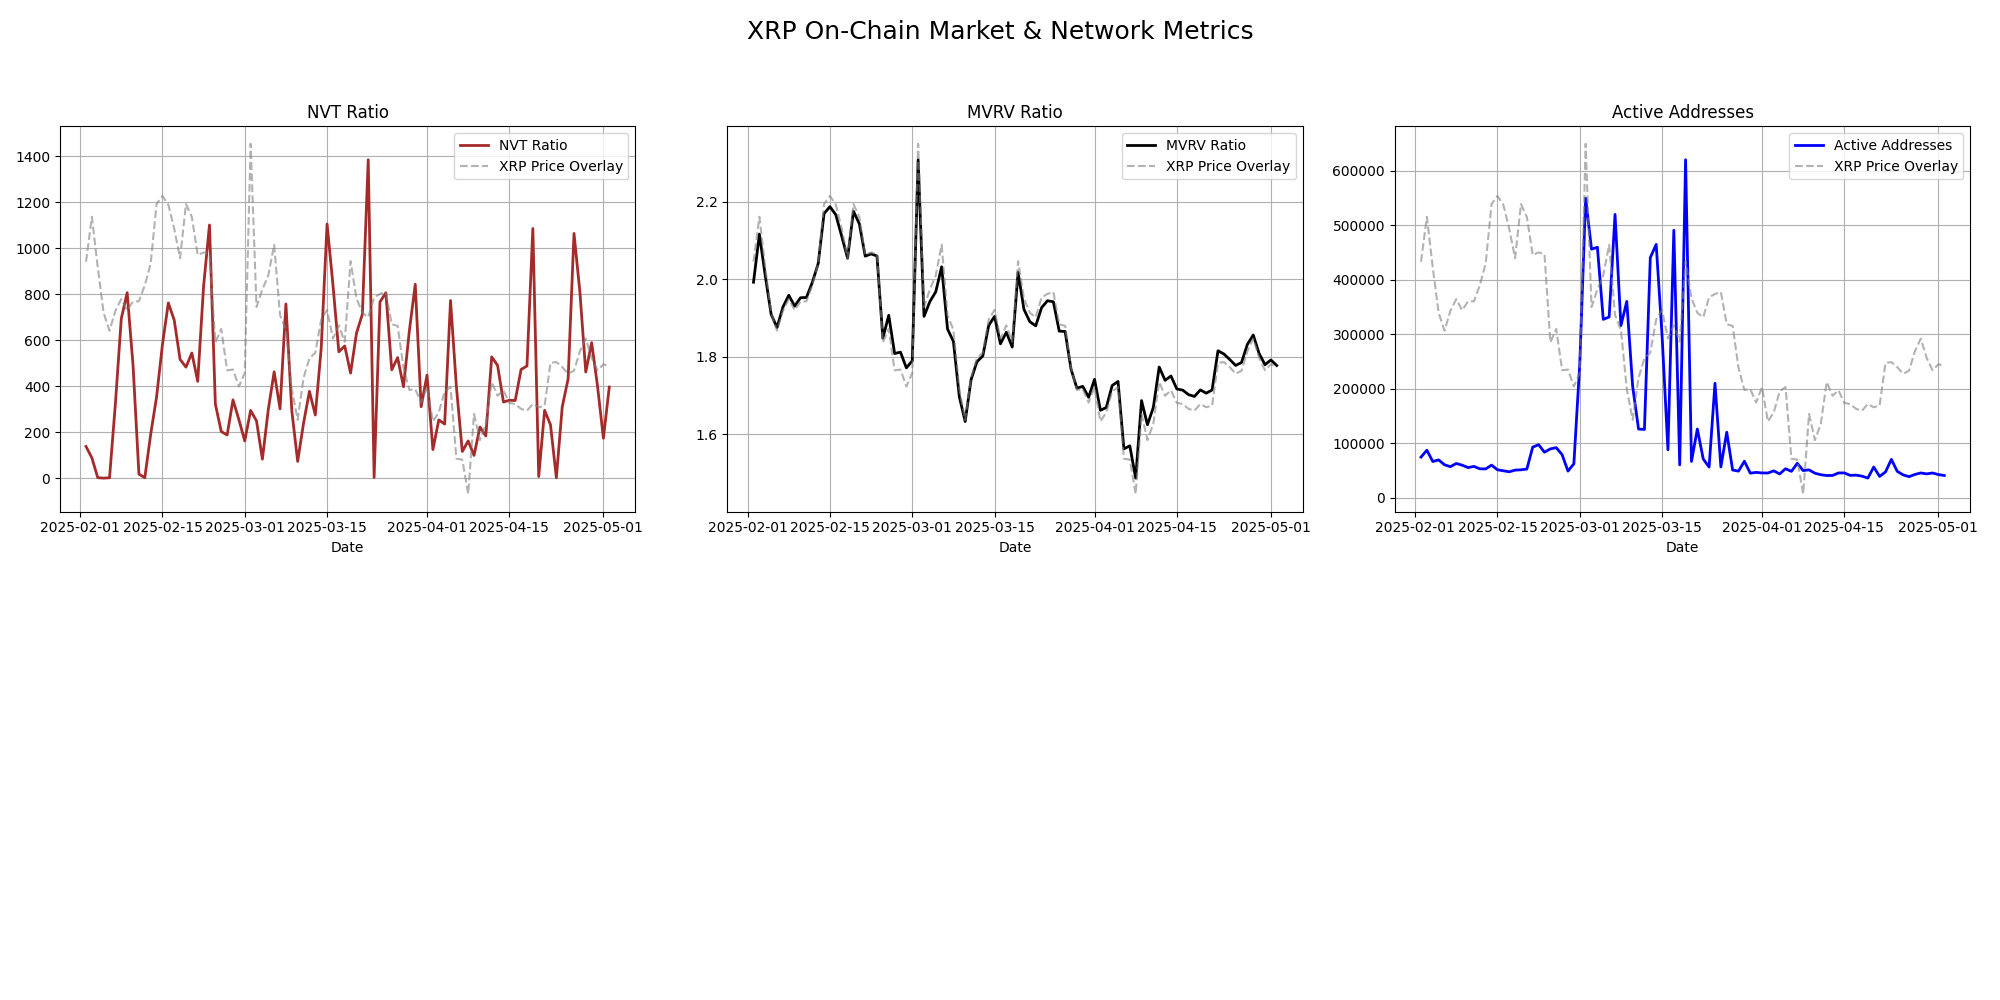 XRP On-Chain Market & Network Metrics
NVT Ratio
NVT Ratio
XRP Price Overlay
1400
1200
1000
800
600
400
200
0
2025-02-01 2025-02-15 2025-03-01 2025-03-15 2025-04-01 2025-04-15 2025-05-01
Date
MVRV Ratio
MVRV Ratio
XRP Price Overlay
2.2
2.0
1.8
1.6
2025-02-01 2025-02-15 2025-03-01 2025-03-15 2025-04-01 2025-04-15 2025-05-01
Date
Active Addresses
Active Addresses
XRP Price Overlay
600000
500000
400000
300000
200000
100000
0
2025-02-01 2025-02-15 2025-03-01 2025-03-15 2025-04-01 2025-04-15 2025-05-01
Date